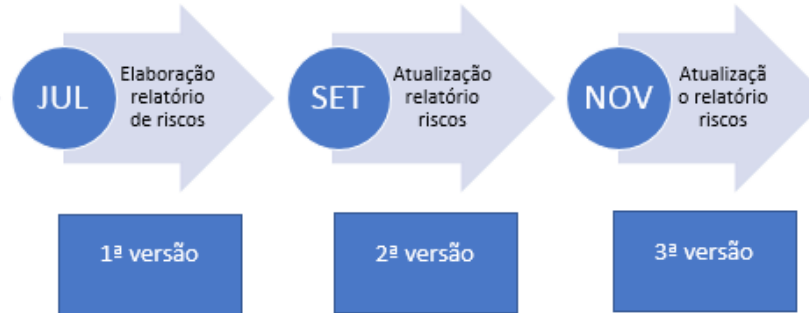 JUL
Elaboração
relatório
de riscos
SET
Atualização
relatório
riscos
NOV
Atualizaçã
o relatório
riscos
1ª versão
2ª versão
3ª versão